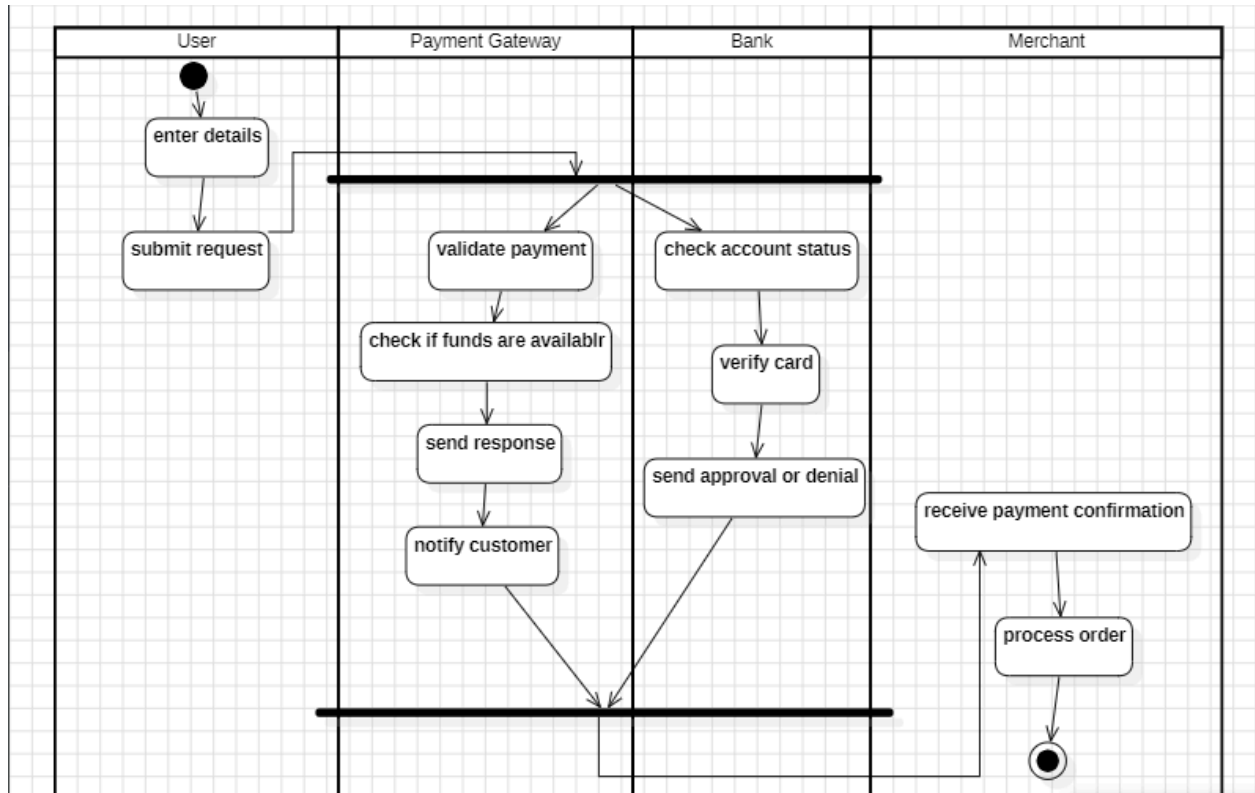 User
Payment Gateway
Bank
Merchant
enter details
submit request
validate payment
check account status
check if funds are availablr
verify card
send response
send approval or denial
receive payment confirmation
notify customer
process order